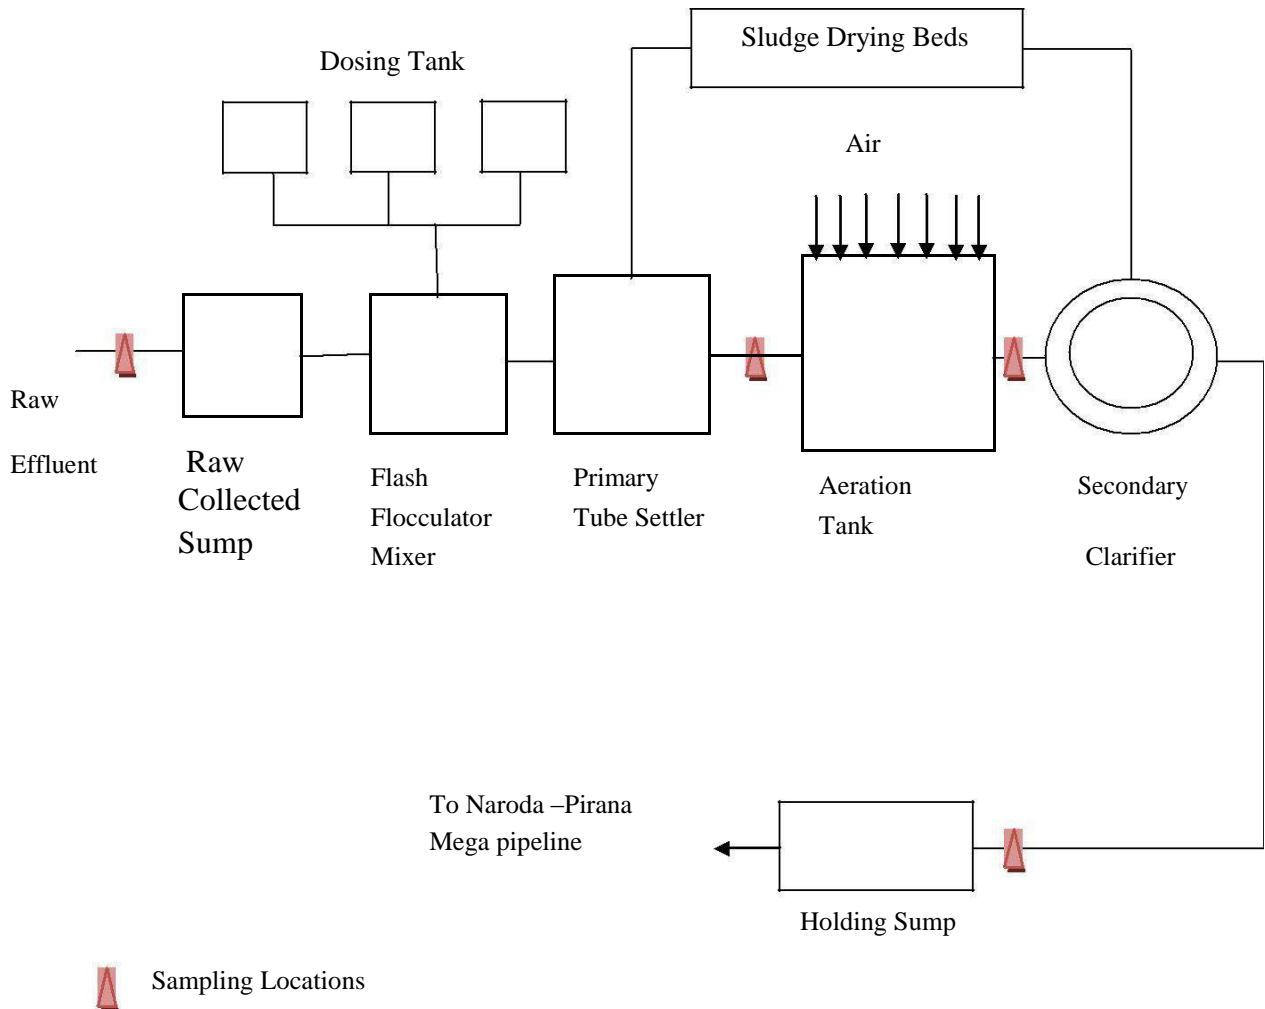 Sludge Drying Beds
Dosing Tank
Air
Raw
Effluent
Raw
Collected
Sump
Flash
Flocculator
Mixer
Primary
Tube Settler
Aeration
Tank
Secondary
Clarifier
To Naroda –Pirana
Mega pipeline
Holding Sump
Sampling Locations